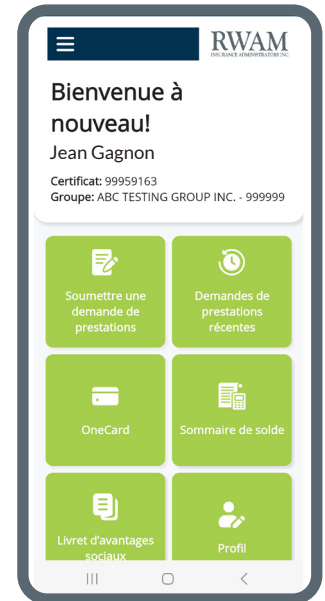 RWAM
INSURANCE ADMINISTRATORS INC.
Bienvenue à
nouveau!
Jean Gagnon
Certificat: 99959163
Groupe: ABC TESTING GROUP INC. - 999999
Soumettre une
demande de
prestations
Demandes de
prestations
récentes
OneCard
Sommaire de solde
Livret d'avantages
sociaux
Profil